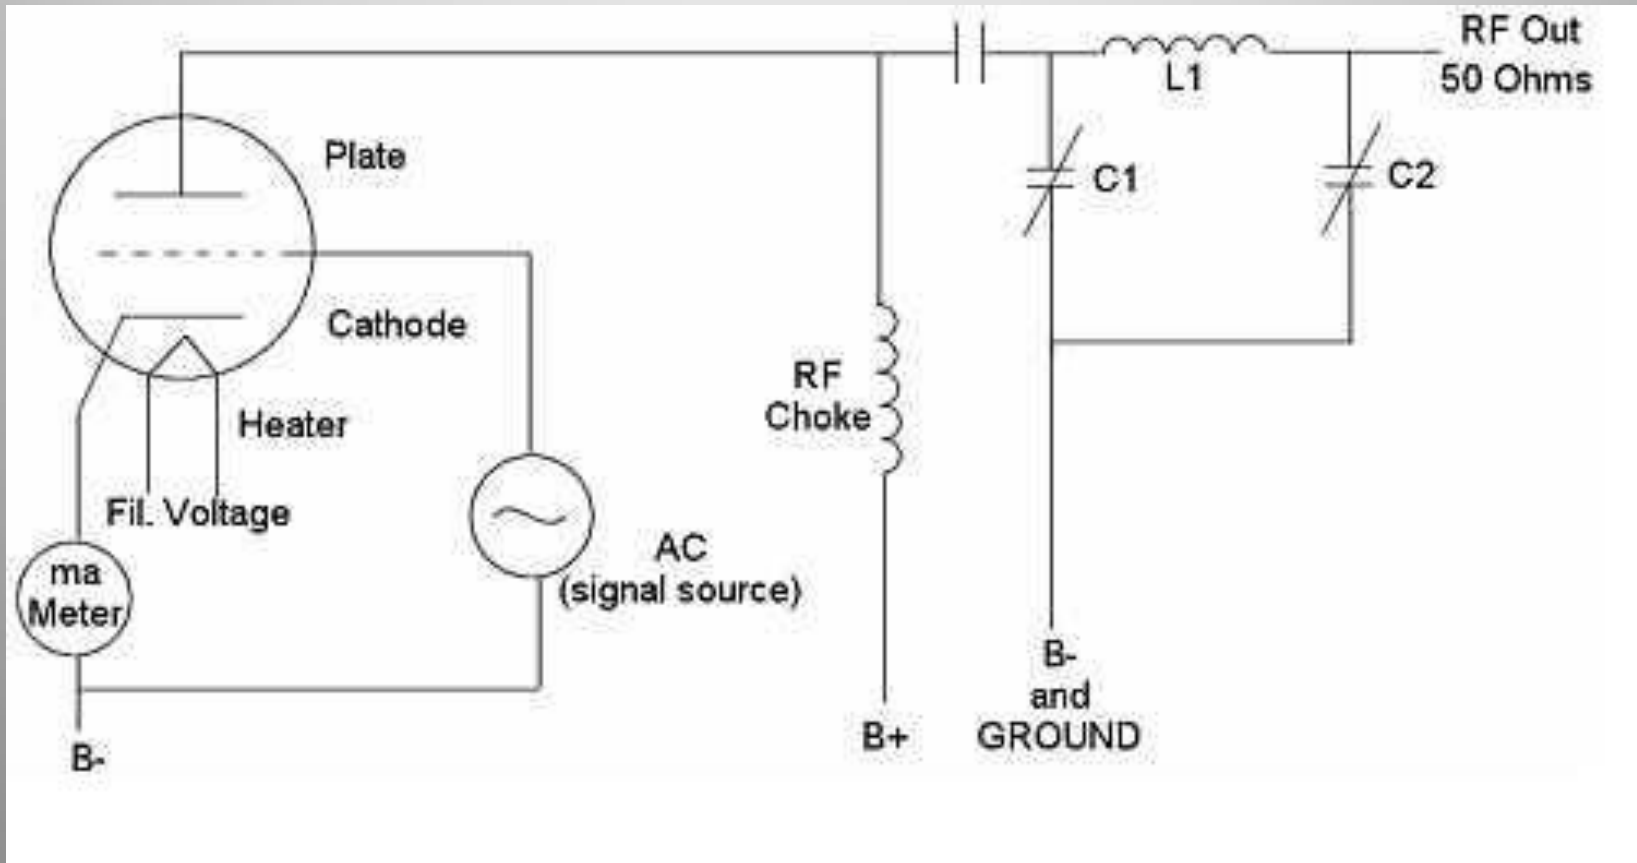 RF Out
50 Ohms
L1
Plate
C1
C2
Cathode
RF
Choke
Heater
Fil. Voltage
AC
(signal source)
ma
Meter
B-
B+
B-
and
GROUND